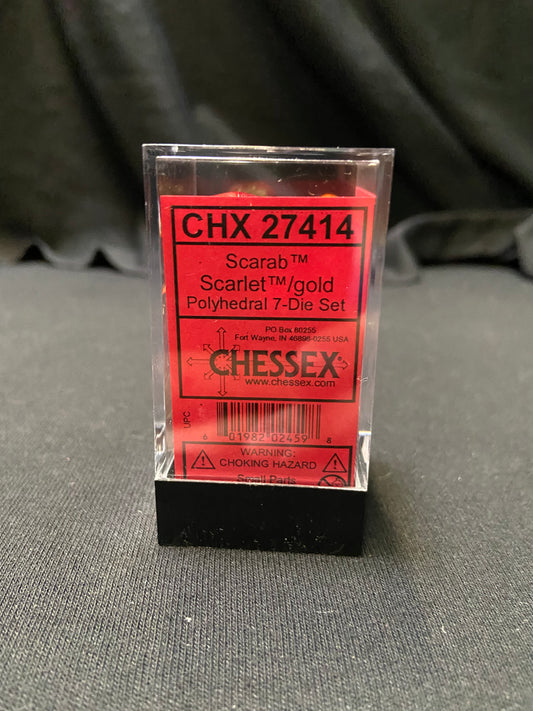 CHX 27414
Scarab™
Scarlet™/gold
Polyhedral 7-Die Set
PO Box 80255
Fort Wayne, IN 46898-0255 USA
CHESSEX®
www.chessex.com
UPC
6 01982 02459 8
WARNING:
CHOKING HAZARD
Small Parts